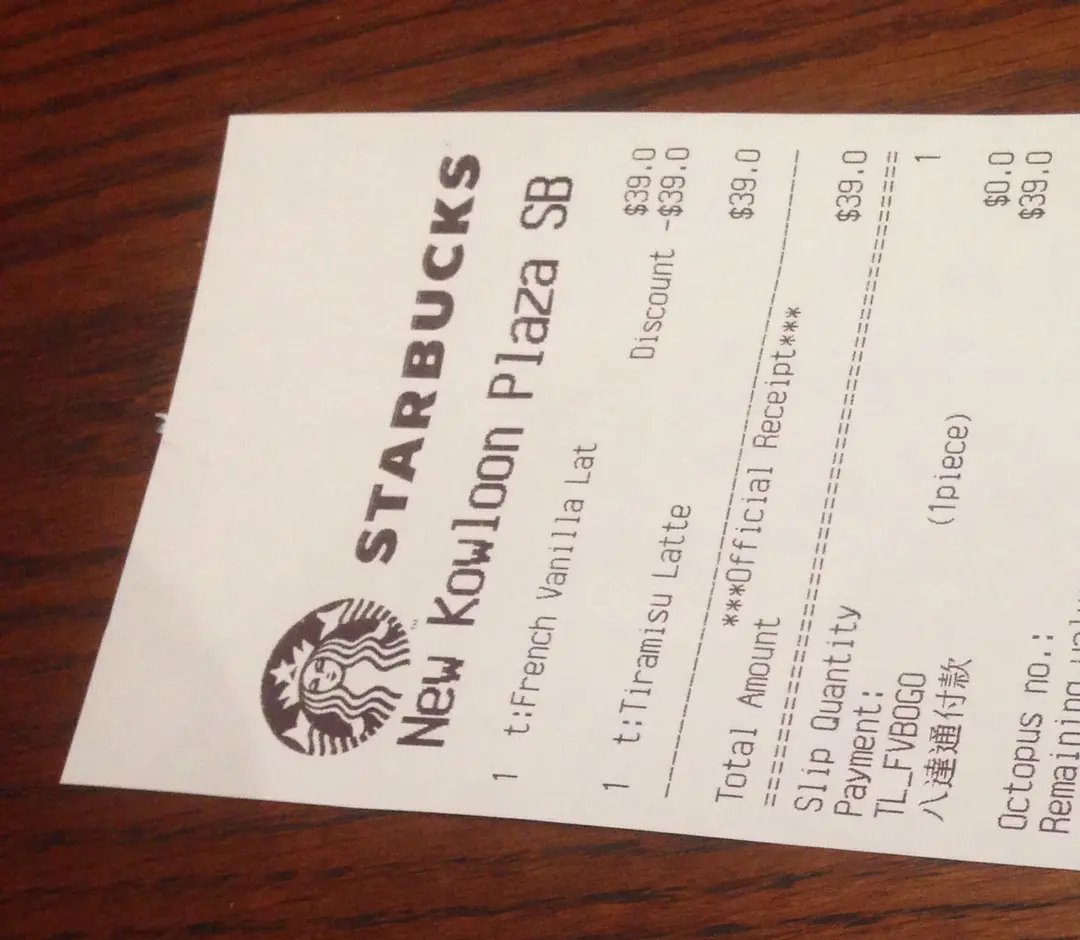 STARBUCKS
New Kowloon Plaza SB
1 t:French Vanilla Lat $39.0
Discount -$39.0
1 t:Tiramisu Latte $39.0
***Official Receipt***
Total Amount $39.0
Slip Quantity 1
Payment:
TL_FVBOGO (1piece) $0.0
八達通付款 $39.0
Octopus no.:
Remaining